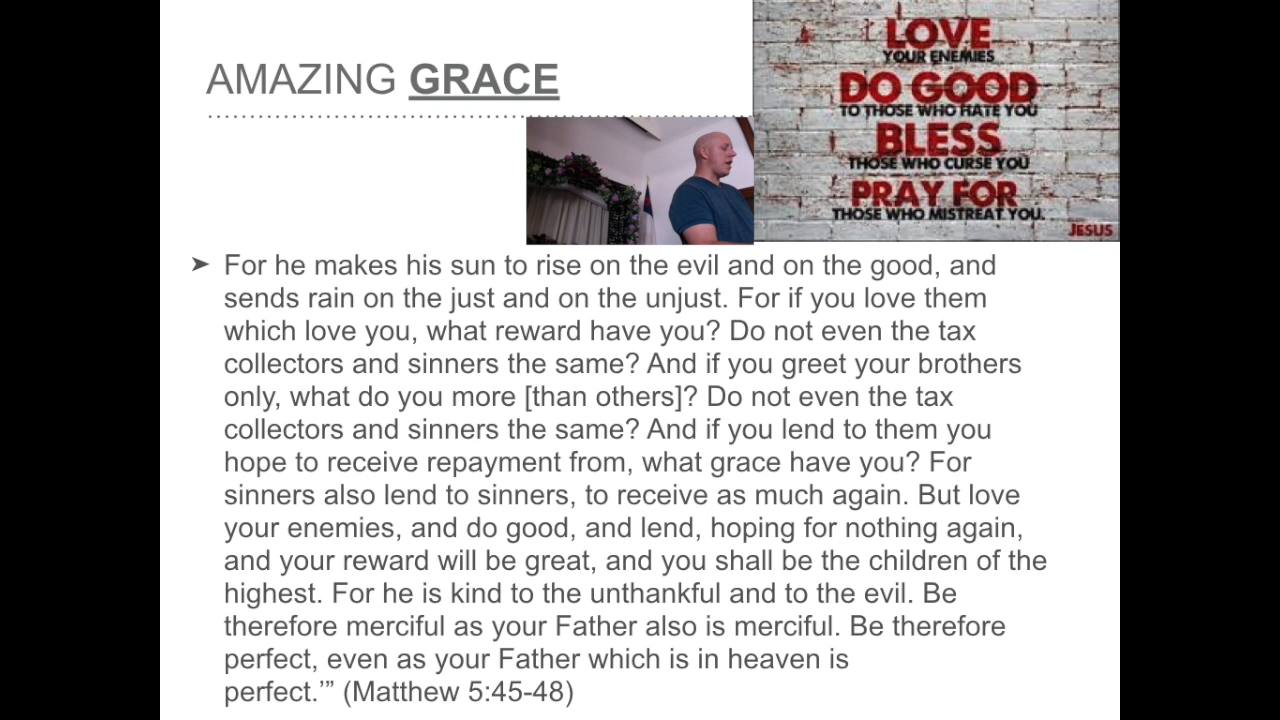 AMAZING GRACE
LOVE
YOUR ENEMIES
DO GOOD
TO THOSE WHO HATE YOU
BLESS
THOSE WHO CURSE YOU
PRAY FOR
THOSE WHO MISTREAT YOU.
JESUS
➤ For he makes his sun to rise on the evil and on the good, and
sends rain on the just and on the unjust. For if you love them
which love you, what reward have you? Do not even the tax
collectors and sinners the same? And if you greet your brothers
only, what do you more [than others]? Do not even the tax
collectors and sinners the same? And if you lend to them you
hope to receive repayment from, what grace have you? For
sinners also lend to sinners, to receive as much again. But love
your enemies, and do good, and lend, hoping for nothing again,
and your reward will be great, and you shall be the children of the
highest. For he is kind to the unthankful and to the evil. Be
therefore merciful as your Father also is merciful. Be therefore
perfect, even as your Father which is in heaven is
perfect.’” (Matthew 5:45-48)